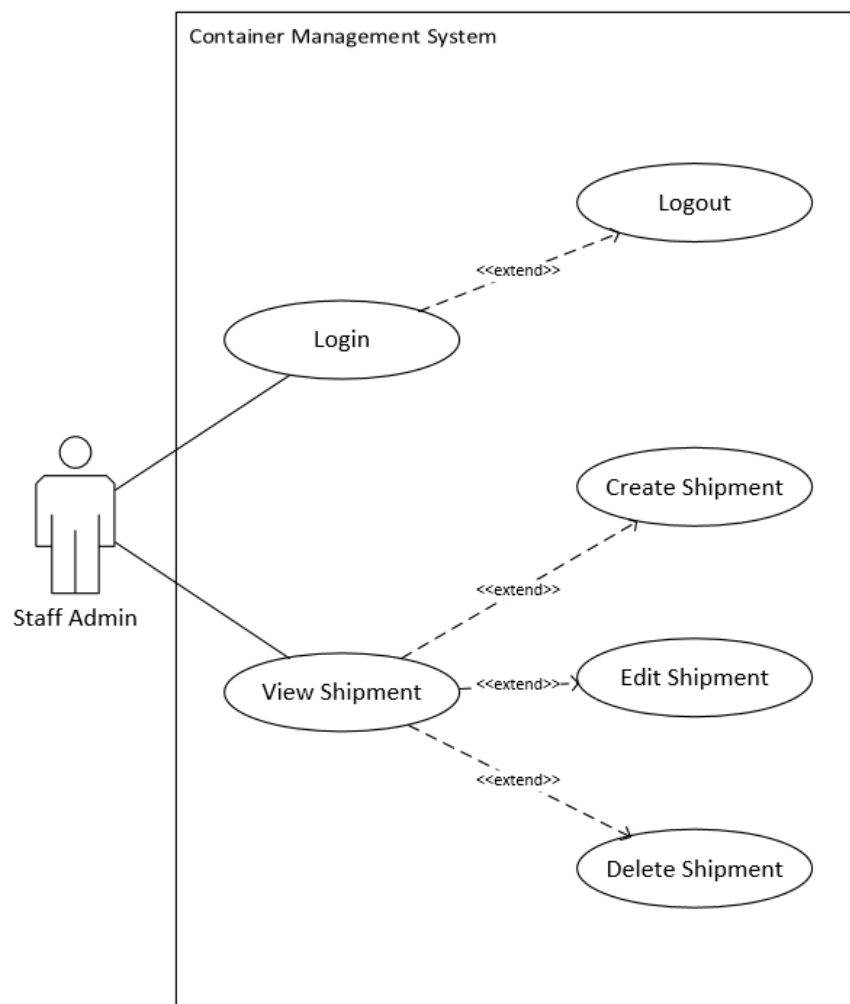 Container Management System
Logout
<<extend>>
Login
Create Shipment
<<extend>>
Staff Admin
View Shipment
<<extend>>
Edit Shipment
<<extend>>
Delete Shipment